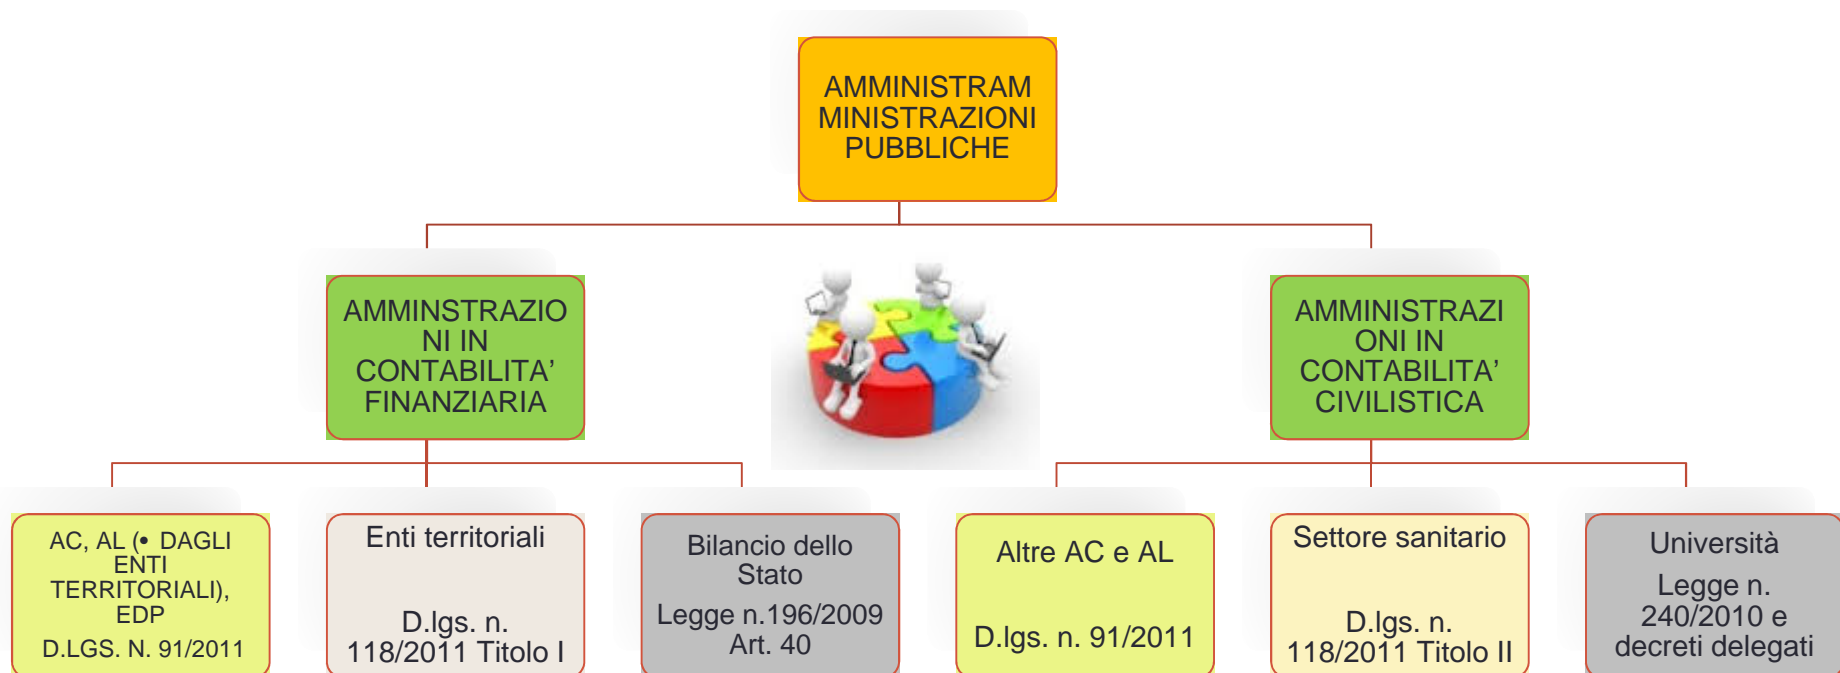 AMMINISTRAM
MINISTRAZIONI
PUBBLICHE
AMMINSTRAZIO
NI IN
CONTABILITA’
FINANZIARIA
AMMINISTRAZI
ONI IN
CONTABILITA’
CIVILISTICA
AC, AL (• DAGLI
ENTI
TERRITORIALI),
EDP
D.LGS. N. 91/2011
Enti territoriali
D.lgs. n.
118/2011 Titolo I
Bilancio dello
Stato
Legge n.196/2009
Art. 40
Altre AC e AL
D.lgs. n. 91/2011
Settore sanitario
D.lgs. n.
118/2011 Titolo II
Università
Legge n.
240/2010 e
decreti delegati